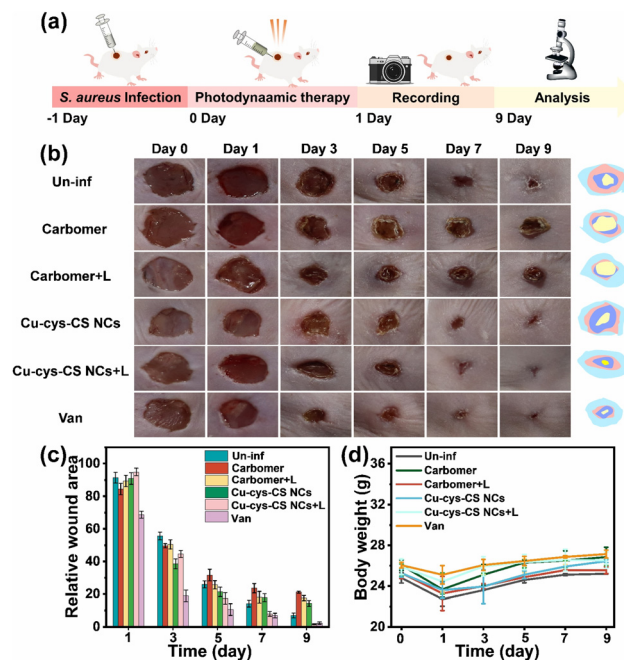 (a)
S. aureus Infection Photodynaamic therapy Recording Analysis
-1 Day 0 Day 1 Day 9 Day
(b) Day 0 Day 1 Day 3 Day 5 Day 7 Day 9
Un-inf
Carbomer
Carbomer+L
Cu-cys-CS NCs
Cu-cys-CS NCs+L
Van
(c)
Relative wound area
100
80
60
40
20
0
Un-inf
Carbomer
Carbomer+L
Cu-cys-CS NCs
Cu-cys-CS NCs+L
Van
1 3 5 7 9
Time (day)
(d)
Body weight (g)
36
32
28
24
20
Un-inf
Carbomer
Carbomer+L
Cu-cys-CS NCs
Cu-cys-CS NCs+L
Van
0 1 3 5 7 9
Time (day)